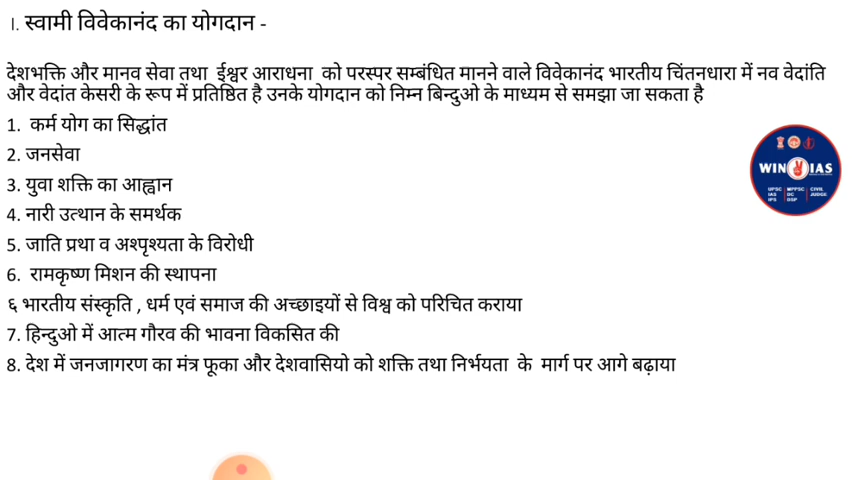 I. स्वामी विवेकानंद का योगदान -
देशभक्ति और मानव सेवा तथा ईश्वर आराधना को परस्पर सम्बंधित मानने वाले विवेकानंद भारतीय चिंतनधारा में नव वेदांति
और वेदांत केसरी के रूप में प्रतिष्ठित है उनके योगदान को निम्न बिन्दुओ के माध्यम से समझा जा सकता है
1. कर्म योग का सिद्धांत
2. जनसेवा
3. युवा शक्ति का आह्वान
4. नारी उत्थान के समर्थक
5. जाति प्रथा व अश्पृश्यता के विरोधी
6. रामकृष्ण मिशन की स्थापना
६ भारतीय संस्कृति , धर्म एवं समाज की अच्छाइयों से विश्व को परिचित कराया
7. हिन्दुओ में आत्म गौरव की भावना विकसित की
8. देश में जनजागरण का मंत्र फूका और देशवासियो को शक्ति तथा निर्भयता के मार्ग पर आगे बढ़ाया
WIN IAS
UPSC MPPSC CIVIL
IAS DC JUDGE
IPS DSP